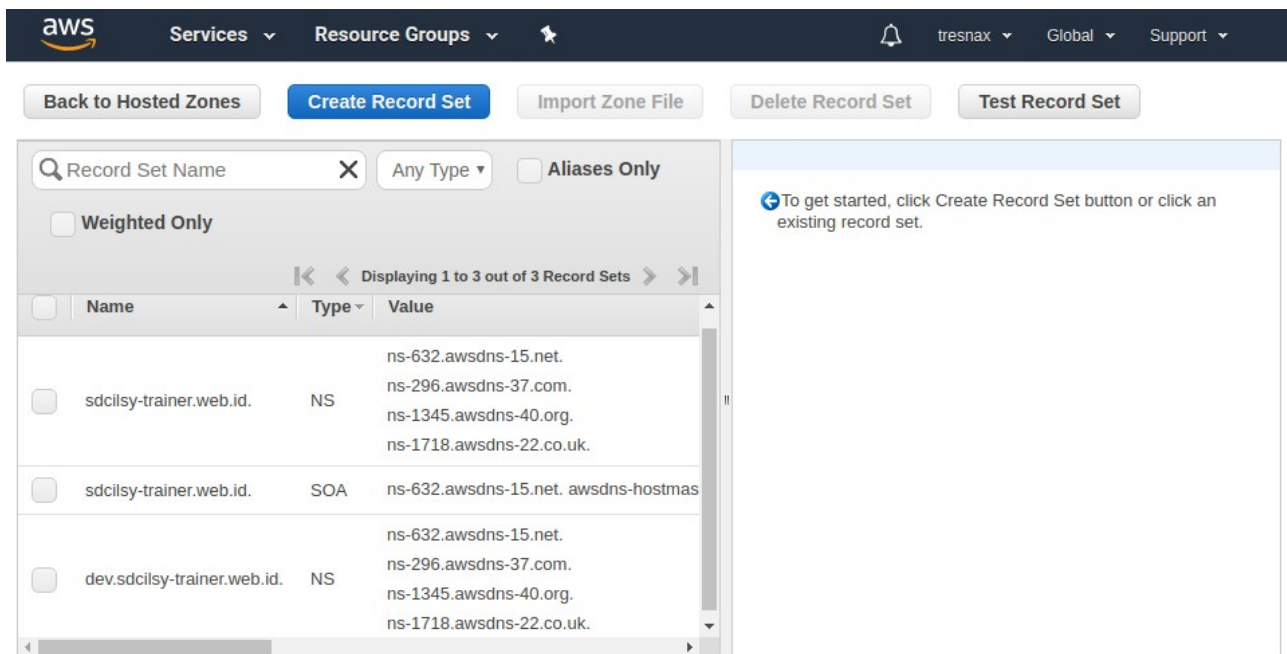 aws Services Resource Groups tresnax Global Support
Back to Hosted Zones Create Record Set Import Zone File Delete Record Set Test Record Set
Record Set Name Any Type Aliases Only
Weighted Only
Displaying 1 to 3 out of 3 Record Sets
Name Type Value
sdcilsy-trainer.web.id. NS
ns-632.awsdns-15.net.
ns-296.awsdns-37.com.
ns-1345.awsdns-40.org.
ns-1718.awsdns-22.co.uk.
sdcilsy-trainer.web.id. SOA ns-632.awsdns-15.net. awsdns-hostmas
dev.sdcilsy-trainer.web.id. NS
ns-632.awsdns-15.net.
ns-296.awsdns-37.com.
ns-1345.awsdns-40.org.
ns-1718.awsdns-22.co.uk.
To get started, click Create Record Set button or click an
existing record set.